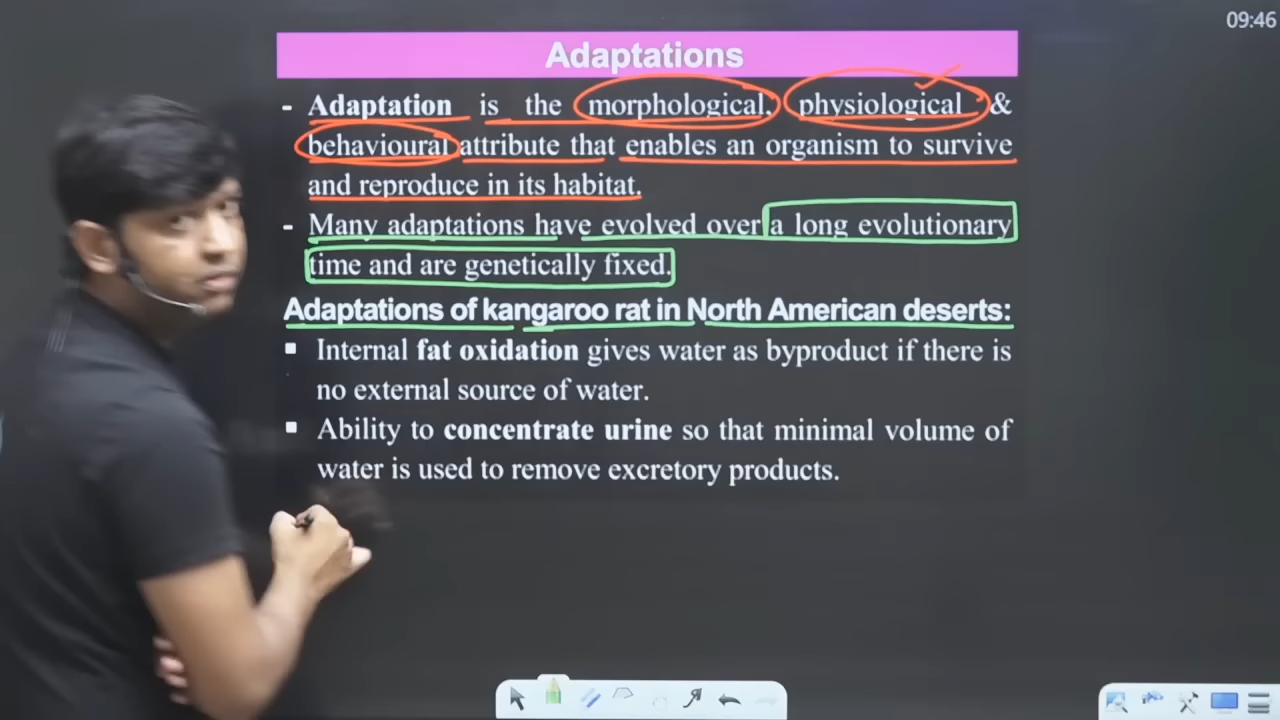 09:46
Adaptations
- Adaptation is the morphological, physiological &
behavioural attribute that enables an organism to survive
and reproduce in its habitat.
- Many adaptations have evolved over a long evolutionary
time and are genetically fixed.
Adaptations of kangaroo rat in North American deserts:
▪ Internal fat oxidation gives water as byproduct if there is
no external source of water.
▪ Ability to concentrate urine so that minimal volume of
water is used to remove excretory products.